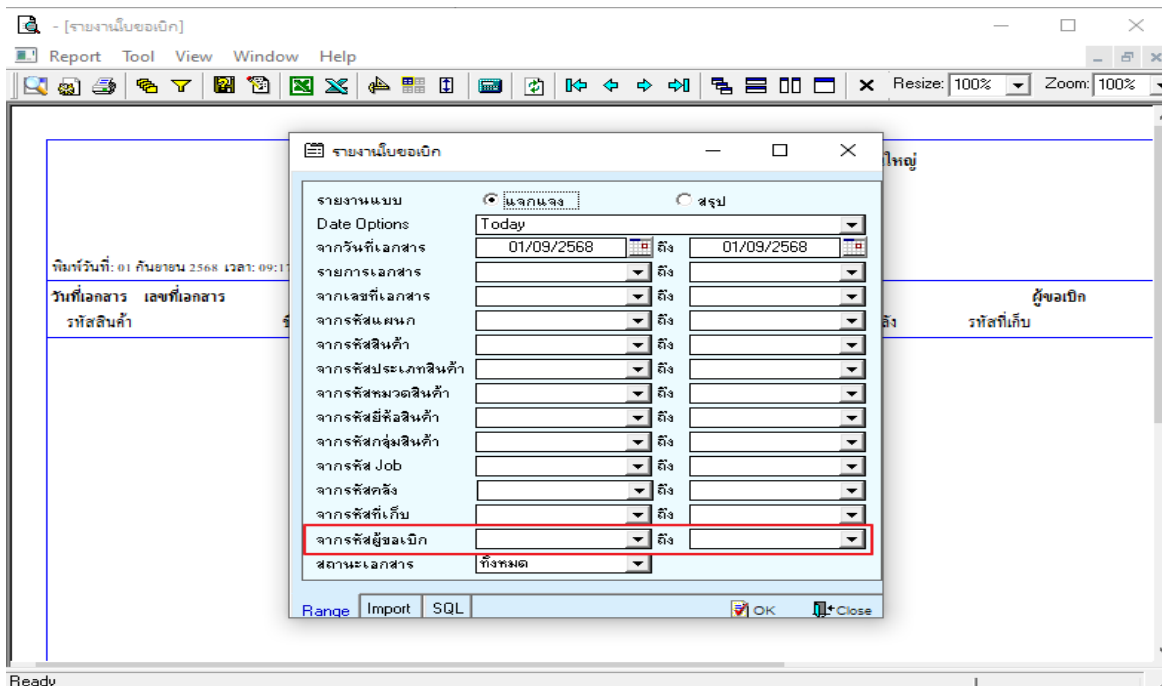 - [รายงานใบขอเบิก]
Report Tool View Window Help
Resize: 100% Zoom: 100%
รายงานใบขอเบิก
ใหญ่
รายงานแบบ แจกแจง สรุป
Date Options Today
จากวันที่เอกสาร 01/09/2568 ถึง 01/09/2568
พิมพ์วันที่: 01 กันยายน 2568 เวลา: 09:1
รายการเอกสาร ถึง
วันที่เอกสาร เลขที่เอกสาร
จากเลขที่เอกสาร ถึง
ผู้ขอเบิก
รหัสสินค้า
จากรหัสแผนก ถึง
รหัสที่เก็บ
จากรหัสสินค้า ถึง
จากรหัสประเภทสินค้า ถึง
จากรหัสหมวดสินค้า ถึง
จากรหัสยี่ห้อสินค้า ถึง
จากรหัสกลุ่มสินค้า ถึง
จากรหัส Job ถึง
จากรหัสคลัง ถึง
จากรหัสที่เก็บ ถึง
จากรหัสผู้ขอเบิก ถึง
สถานะเอกสาร ทั้งหมด
Range Import SQL OK Close
Ready